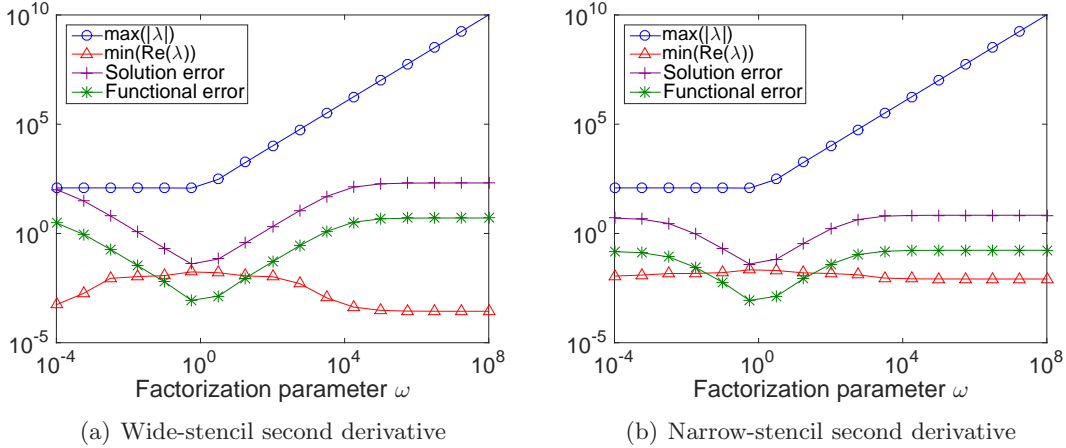 10^10
10^5
10^0
10^-5
max(|λ|)
min(Re(λ))
Solution error
Functional error
10^-4
10^0
10^4
10^8
Factorization parameter ω
(a) Wide-stencil second derivative
10^10
10^5
10^0
10^-5
max(|λ|)
min(Re(λ))
Solution error
Functional error
10^-4
10^0
10^4
10^8
Factorization parameter ω
(b) Narrow-stencil second derivative